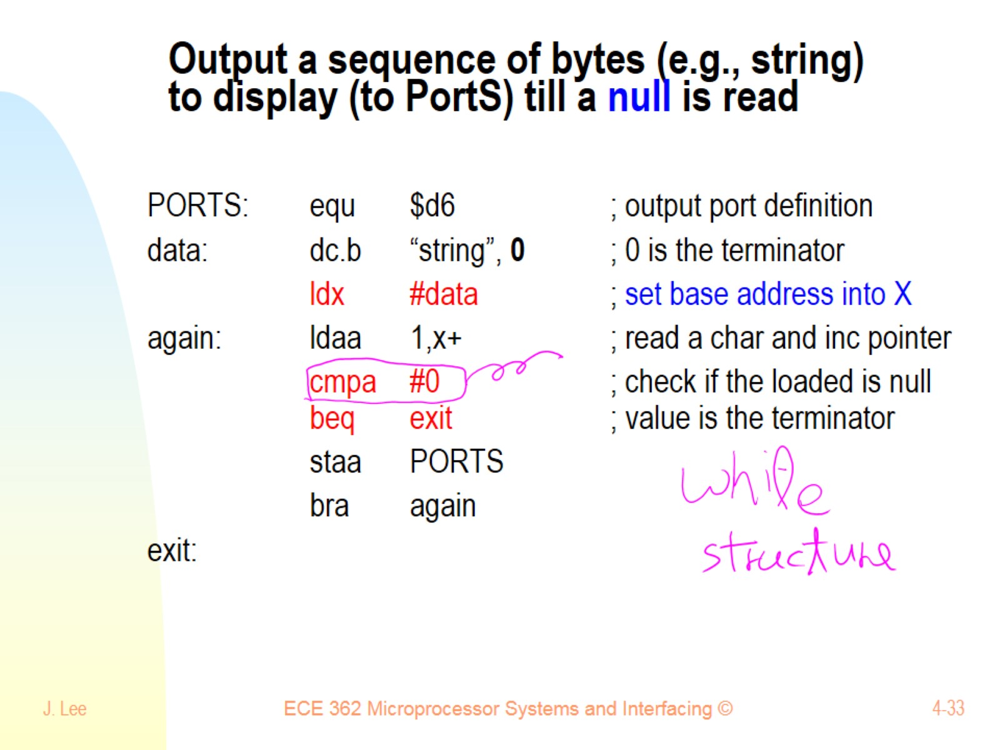 Output a sequence of bytes (e.g., string)
to display (to PortS) till a null is read
PORTS: equ $d6 ; output port definition
data: dc.b “string”, 0 ; 0 is the terminator
ldx #data ; set base address into X
again: ldaa 1,x+ ; read a char and inc pointer
cmpa #0 ; check if the loaded is null
beq exit ; value is the terminator
staa PORTS
bra again
while
structure
exit:
J. Lee ECE 362 Microprocessor Systems and Interfacing © 4-33